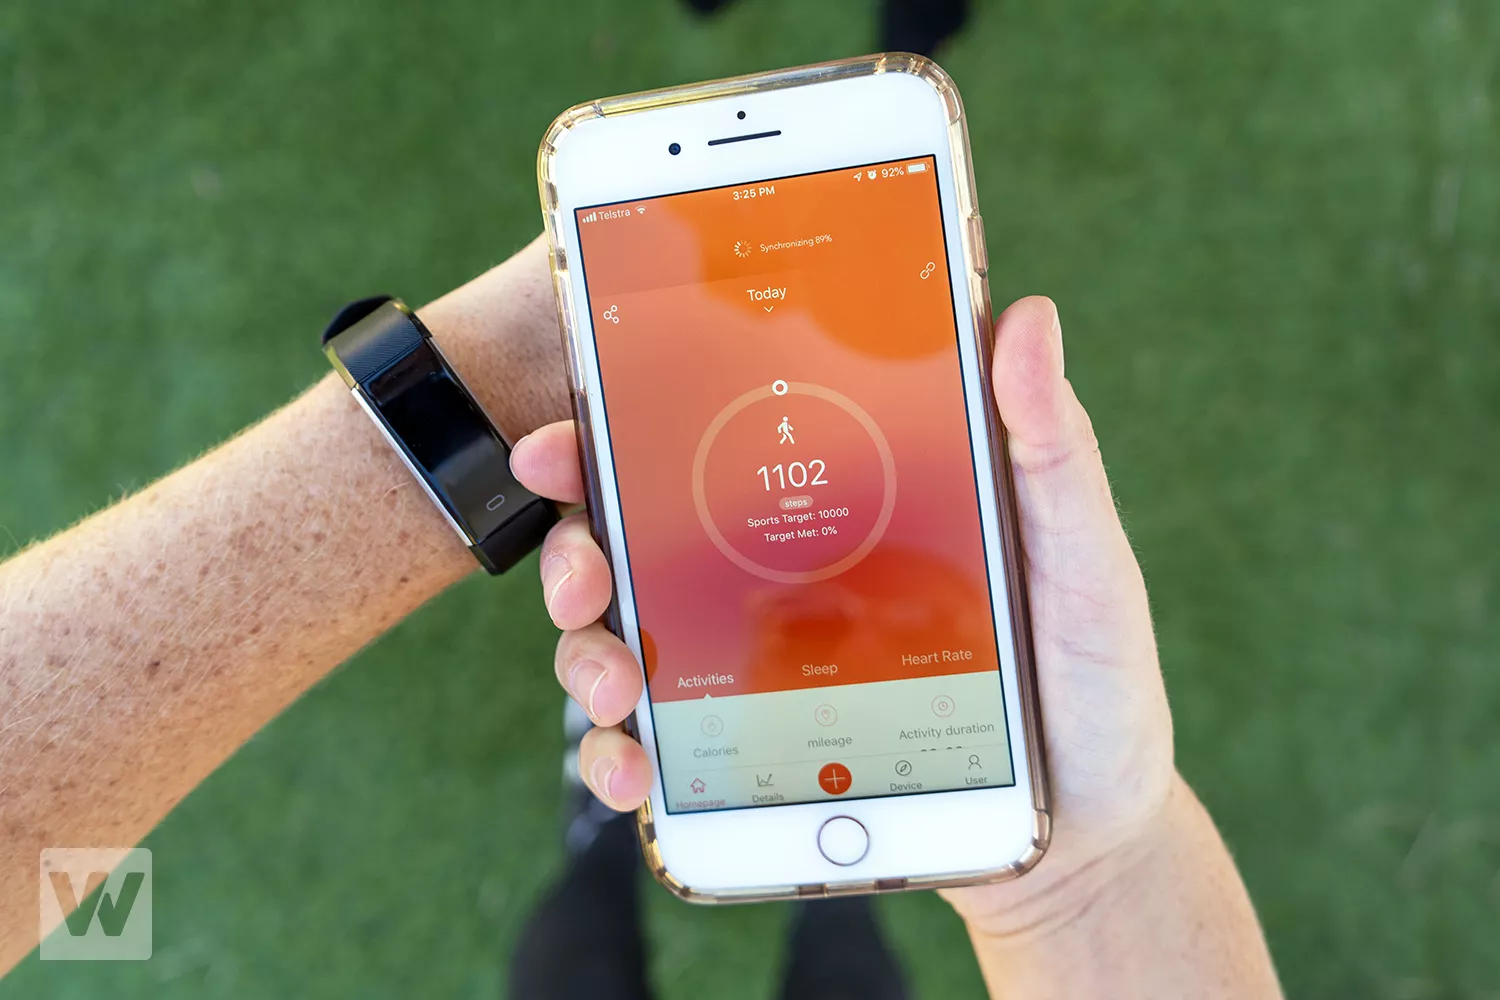 Telstra
3:25 PM
92%
Synchronizing 89%
Today
1102
steps
Sports Target: 10000
Target Met: 0%
Activities
Sleep
Heart Rate
Calories
mileage
Activity duration
Homepage
Details
Device
User
W